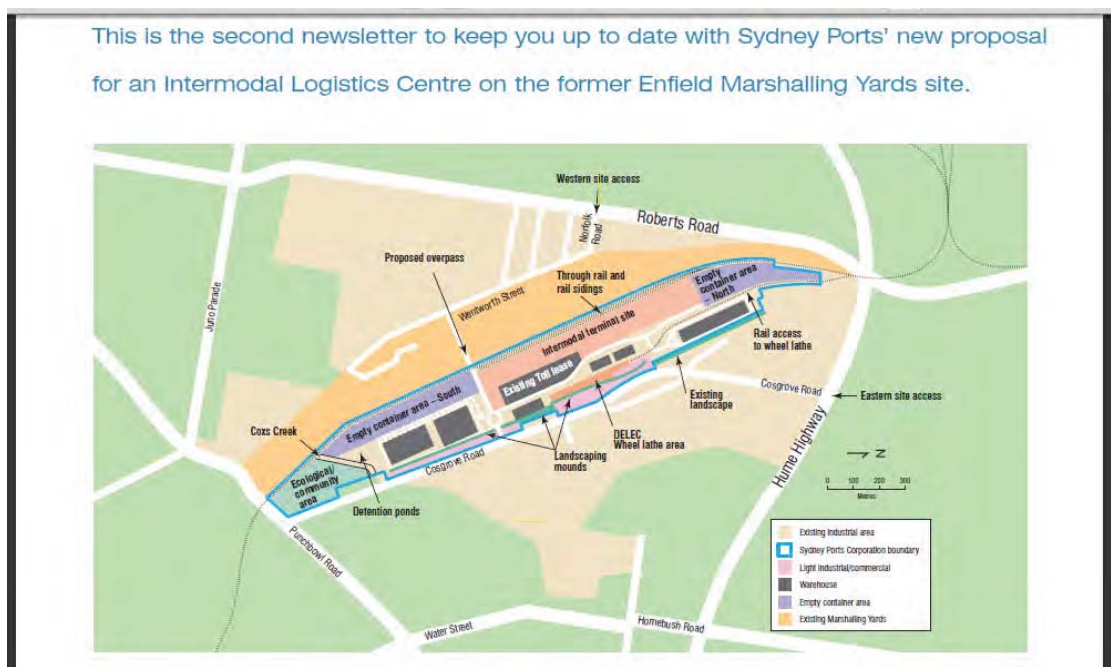 This is the second newsletter to keep you up to date with Sydney Ports' new proposal
for an Intermodal Logistics Centre on the former Enfield Marshalling Yards site.
Western site access
Roberts Road
Norfolk
Road
Proposed overpass
Through rail and
rail sidings
Empty
container area
– North
Juno Parade
Wentworth Street
Intermodal terminal site
Rail access
to wheel lathe
Existing Toll lease
Cosgrove Road
Eastern site access
Existing
landscape
Empty container area – South
Coxs Creek
DELEC
Wheel lathe area
Landscaping
mounds
Cosgrove Road
Hume Highway
Ecological/
community
area
Detention ponds
N
0 100 200 300
Metres
Punchbowl Road
Water Street
Homebush Road
Existing Industrial area
Sydney Ports Corporation boundary
Light Industrial/commercial
Warehouse
Empty container area
Existing Marshalling Yards